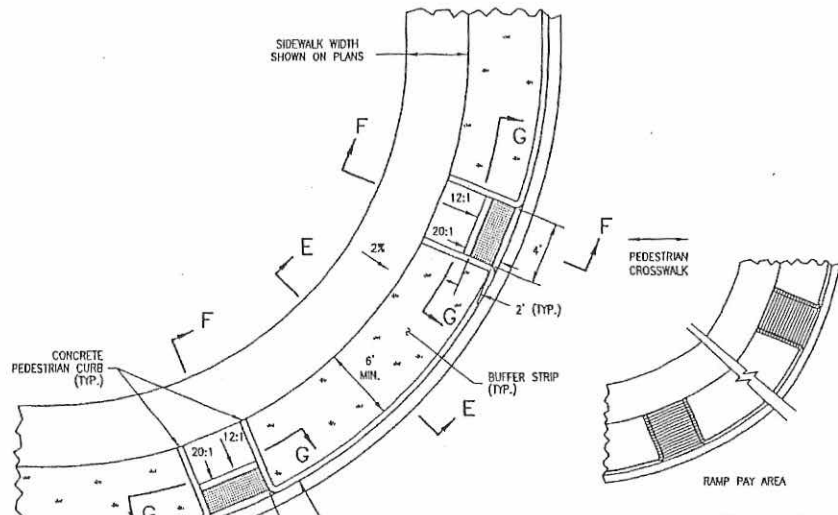 SIDEWALK WIDTH
SHOWN ON PLANS
F
G
12:1
20:1
4'
F
PEDESTRIAN
CROSSWALK
E
2%
F
G
2' (TYP.)
CONCRETE
PEDESTRIAN CURB
(TYP.)
6'
MIN.
BUFFER STRIP
(TYP.)
E
20:1
12:1
G
G
RAMP PAY AREA